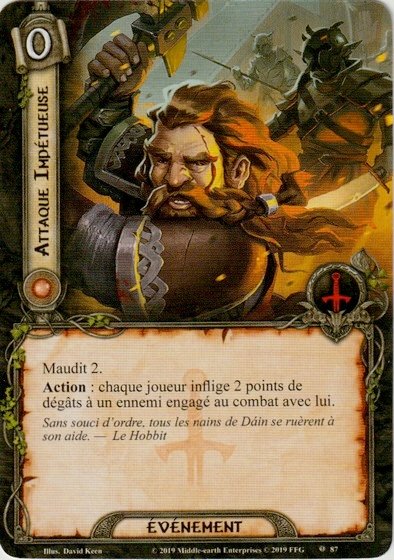 0
ATTAQUE IMPÉTUEUSE
Maudit 2.
Action : chaque joueur inflige 2 points de
dégâts à un ennemi engagé au combat avec lui.
Sans souci d'ordre, tous les nains de Dáin se ruèrent à
son aide. — Le Hobbit
ÉVÉNEMENT
Illus. David Keen © 2019 Middle-earth Enterprises © 2019 FFG 87